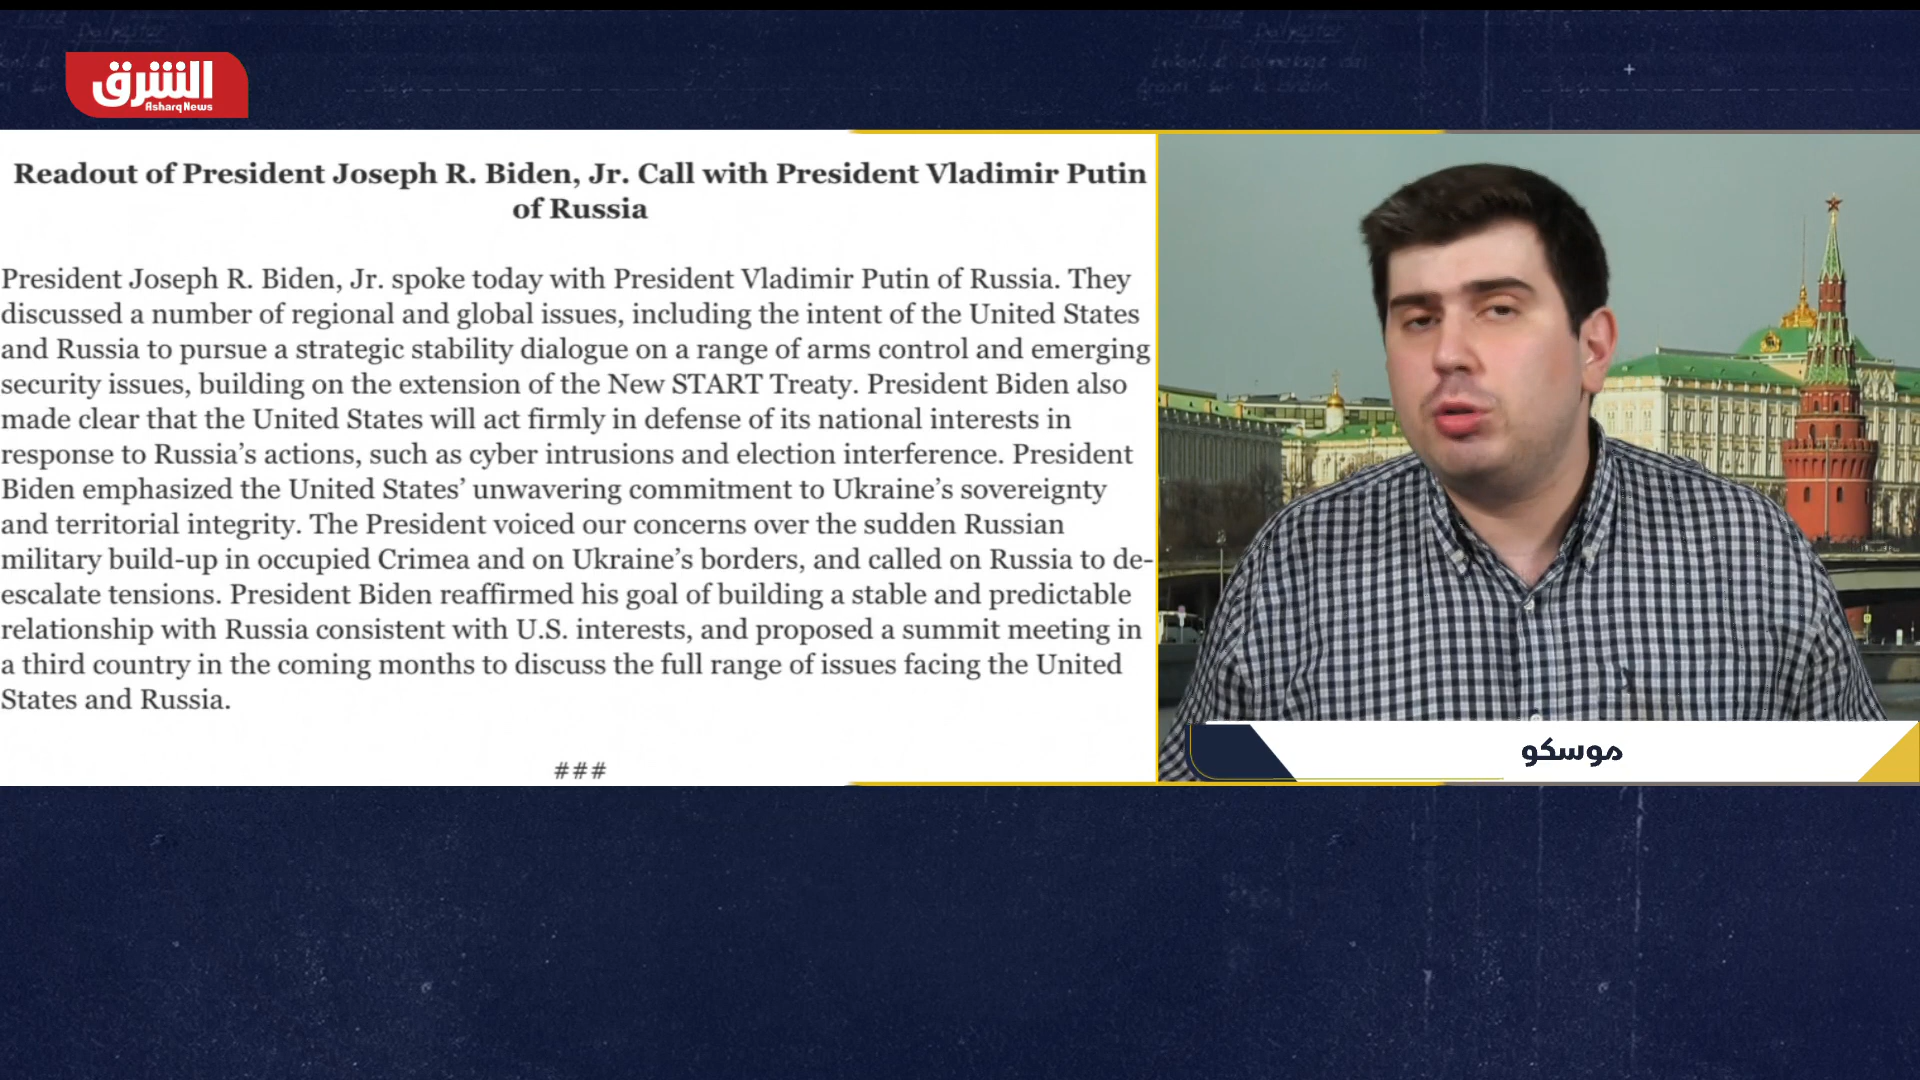 الشرق
Asharq News
Readout of President Joseph R. Biden, Jr. Call with President Vladimir Putin
of Russia
President Joseph R. Biden, Jr. spoke today with President Vladimir Putin of Russia. They
discussed a number of regional and global issues, including the intent of the United States
and Russia to pursue a strategic stability dialogue on a range of arms control and emerging
security issues, building on the extension of the New START Treaty. President Biden also
made clear that the United States will act firmly in defense of its national interests in
response to Russia’s actions, such as cyber intrusions and election interference. President
Biden emphasized the United States’ unwavering commitment to Ukraine’s sovereignty
and territorial integrity. The President voiced our concerns over the sudden Russian
military build-up in occupied Crimea and on Ukraine’s borders, and called on Russia to de-
escalate tensions. President Biden reaffirmed his goal of building a stable and predictable
relationship with Russia consistent with U.S. interests, and proposed a summit meeting in
a third country in the coming months to discuss the full range of issues facing the United
States and Russia.
###
موسكو